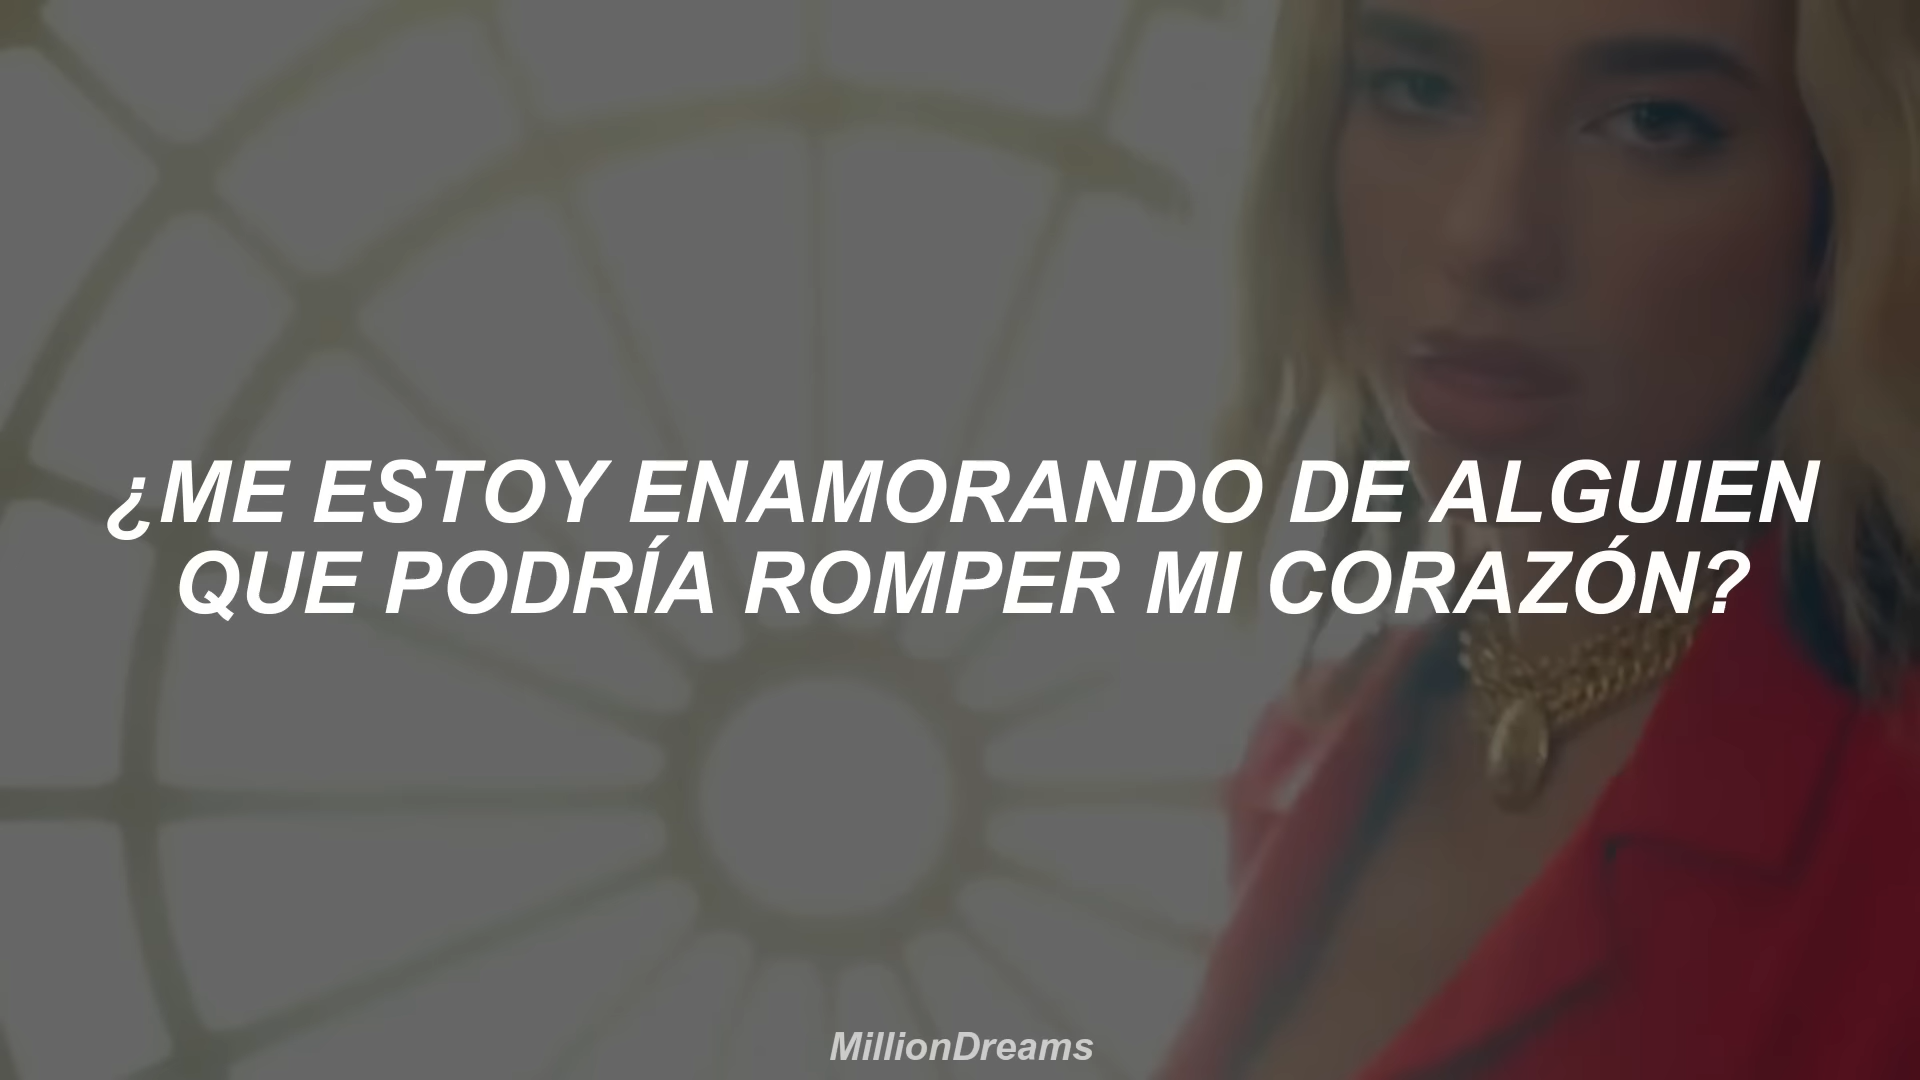 ¿ME ESTOY ENAMORANDO DE ALGUIEN
QUE PODRÍA ROMPER MI CORAZÓN?
MillionDreams